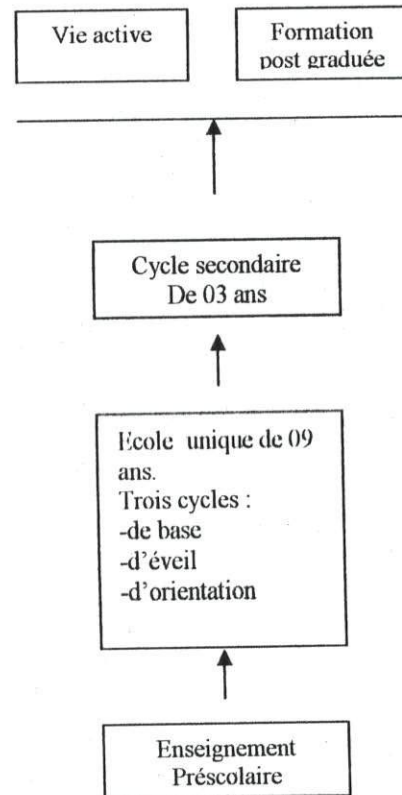 Vie active
Formation
post graduée
Cycle secondaire
De 03 ans
Ecole unique de 09
ans.
Trois cycles :
-de base
-d'éveil
-d'orientation
Enseignement
Préscolaire